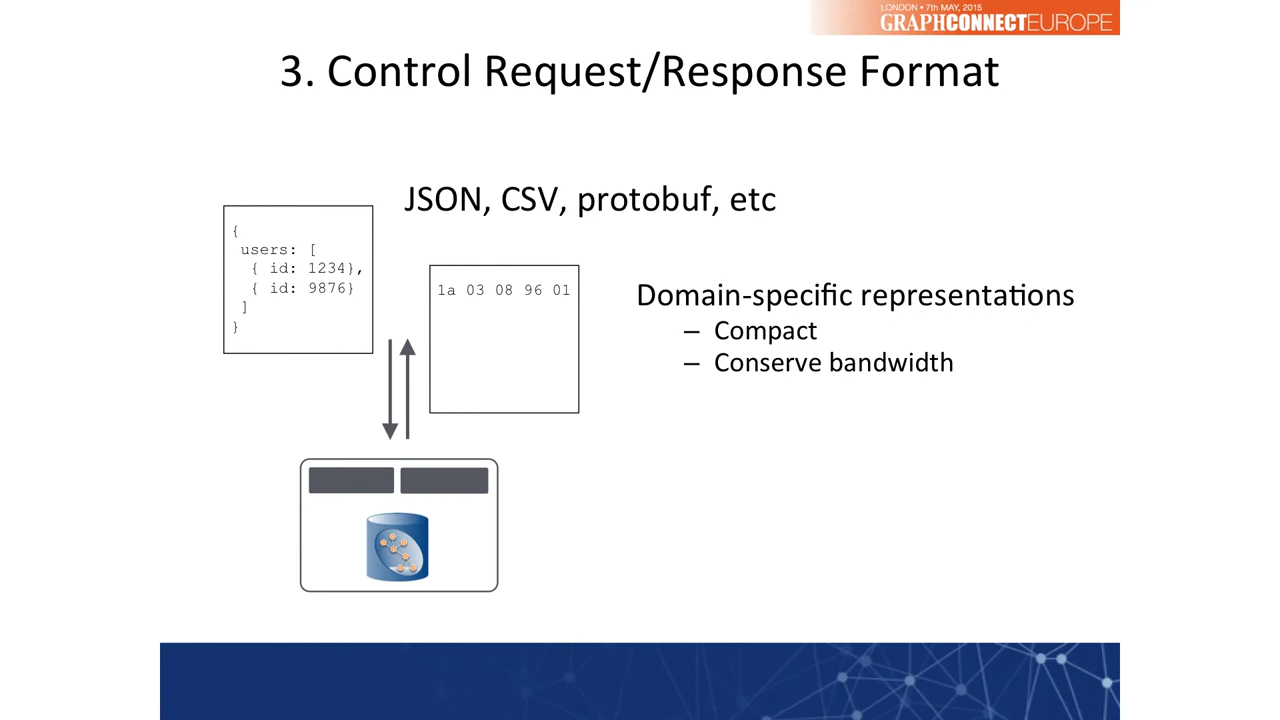 LONDON • 7th MAY, 2015
GRAPHCONNECTEUROPE
3. Control Request/Response Format
JSON, CSV, protobuf, etc
{
users: [
{ id: 1234},
{ id: 9876}
]
}
1a 03 08 96 01
Domain-specific representations
– Compact
– Conserve bandwidth